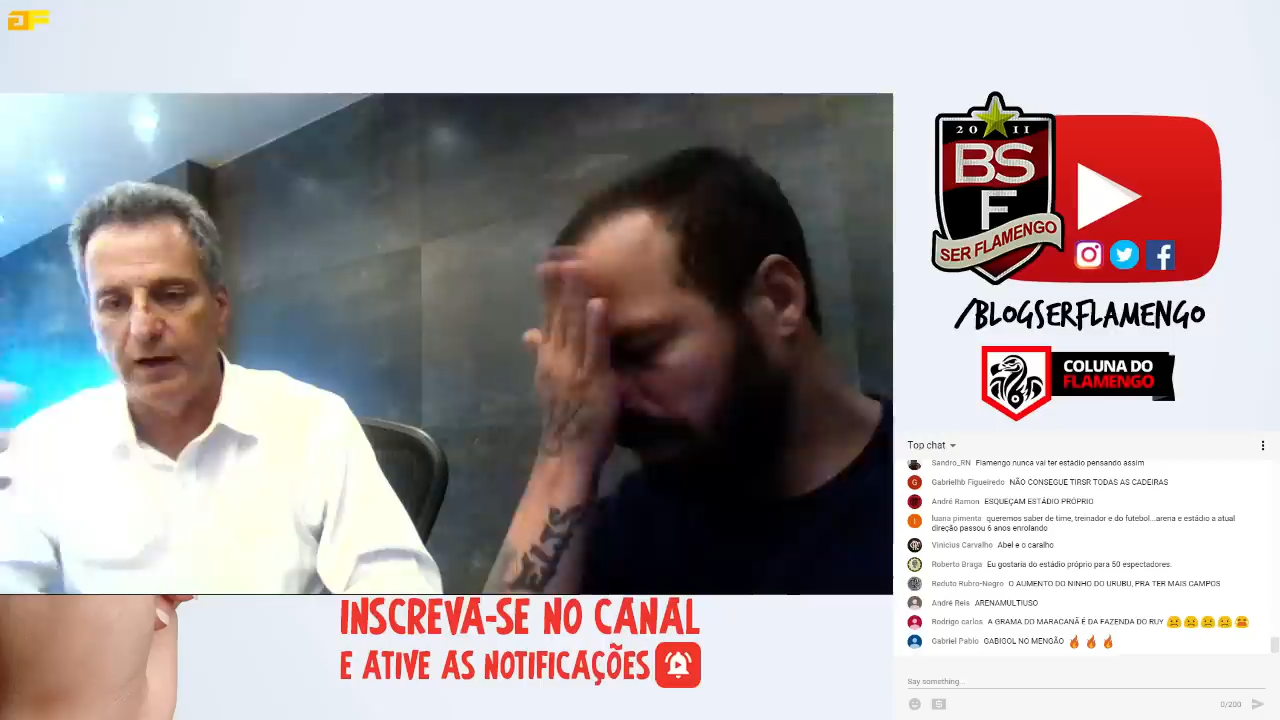 GF
20 11
BSF
SER FLAMENGO
/BLOGSERFLAMENGO
COLUNA DO
FLAMENGO
Top chat
Sandro_RN Flamengo nunca vai ter estádio pensando assim
Gabrielhb Figueiredo NÃO CONSEGUE TIRSR TODAS AS CADEIRAS
André Ramon ESQUEÇAM ESTÁDIO PRÓPRIO
luana pimenta queremos saber de time, treinador e do futebol...arena e estádio a atual
direção passou 6 anos enrolando
Vinicius Carvalho Abel e o caralho
Roberto Braga Eu gostaria do estádio próprio para 50 espectadores.
Reduto Rubro-Negro O AUMENTO DO NINHO DO URUBU, PRA TER MAIS CAMPOS
André Reis ARENAMULTIUSO
Rodrigo carlos A GRAMA DO MARACANÃ É DA FAZENDA DO RUY
Gabriel Pablo GABIGOL NO MENGÃO
Say something...
0/200
INSCREVA-SE NO CANAL
E ATIVE AS NOTIFICAÇÕES